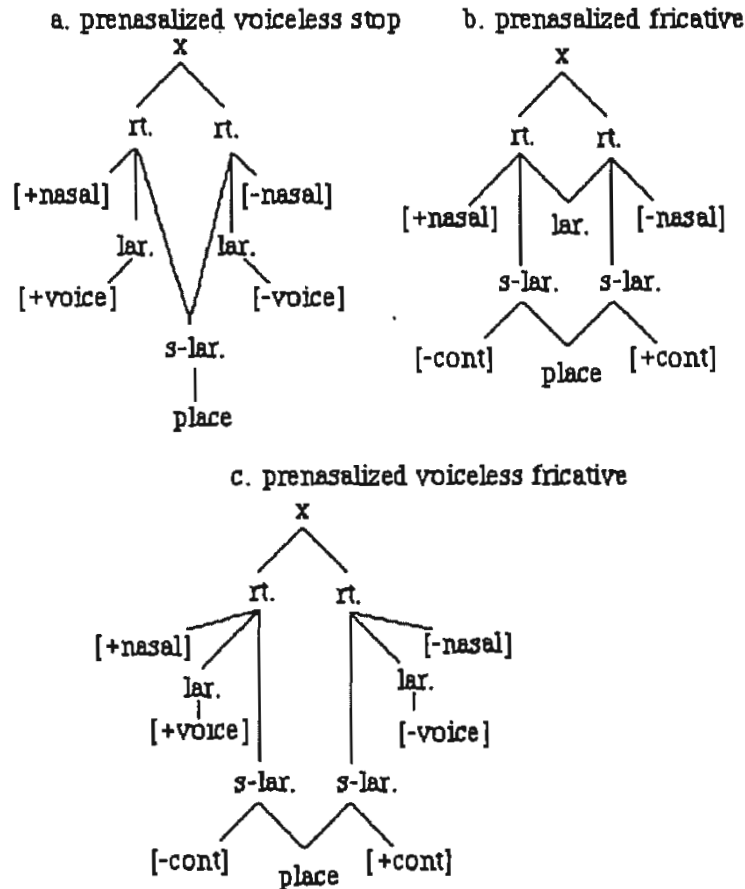 a. prenasalized voiceless stop
x
rt. rt.
[+nasal] [-nasal]
lar. lar.
[+voice] [-voice]
s-lar.
place
b. prenasalized fricative
x
rt. rt.
[+nasal] lar. [-nasal]
s-lar. s-lar.
[-cont] place [+cont]
c. prenasalized voiceless fricative
x
rt. rt.
[+nasal] [-nasal]
lar. lar.
[+voice] [-voice]
s-lar. s-lar.
[-cont] place [+cont]